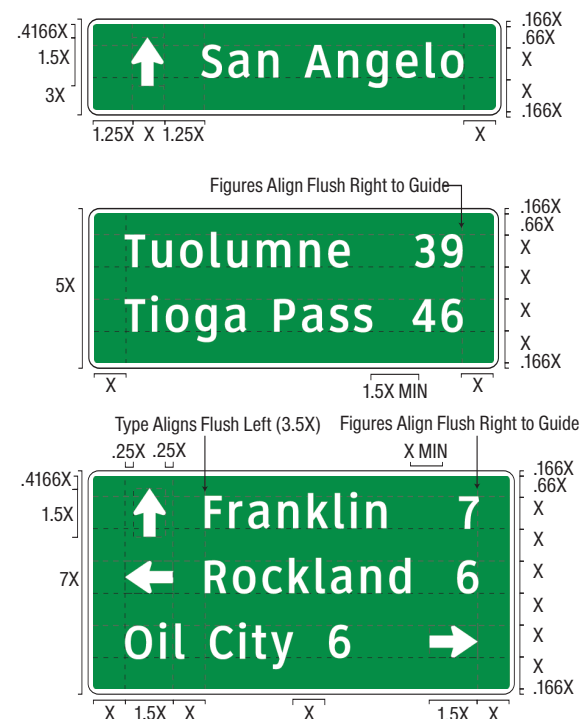 .4166X
1.5X
3X
San Angelo
.166X
.66X
X
X
.166X
1.25X X 1.25X
X
Figures Align Flush Right to Guide
.166X
.66X
X
X
X
X
.166X
5X
Tuolumne 39
Tioga Pass 46
X
1.5X MIN
X
Type Aligns Flush Left (3.5X)
Figures Align Flush Right to Guide
.25X .25X
X MIN
.4166X
1.5X
7X
.166X
.66X
X
X
X
X
X
X
.166X
Franklin 7
Rockland 6
Oil City 6
X 1.5X X
X
1.5X X